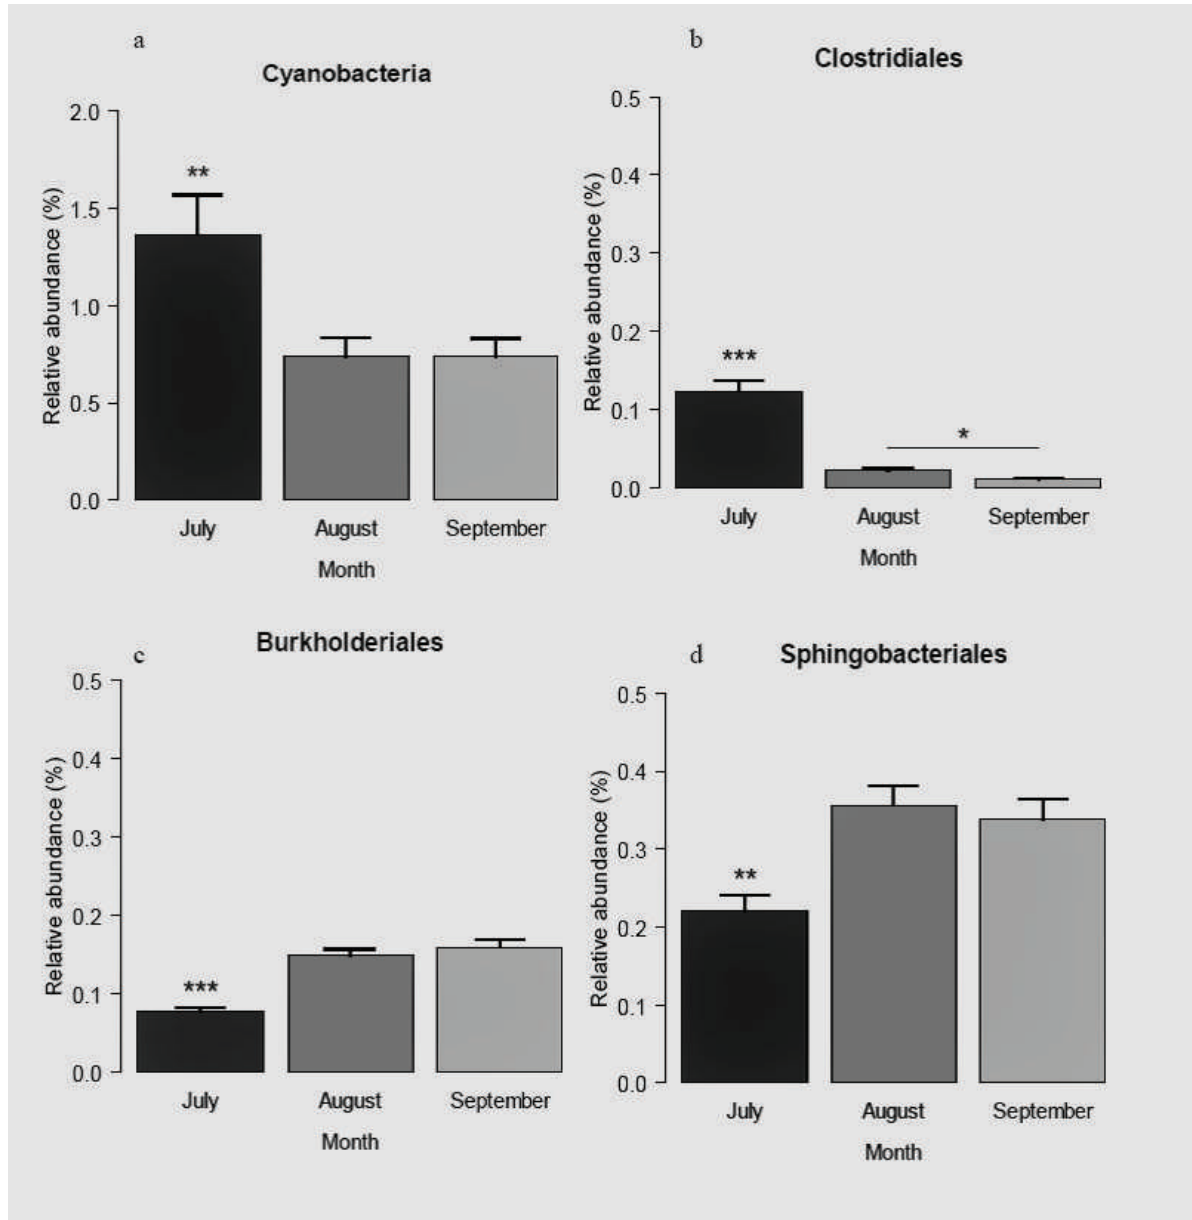 a
Cyanobacteria
Relative abundance (%)
2.0
1.5
1.0
0.5
0.0
**
July
August
September
Month
b
Clostridiales
Relative abundance (%)
0.5
0.4
0.3
0.2
0.1
0.0
***
*
July
August
September
Month
c
Burkholderiales
Relative abundance (%)
0.5
0.4
0.3
0.2
0.1
0.0
***
July
August
September
Month
d
Sphingobacteriales
Relative abundance (%)
0.5
0.4
0.3
0.2
0.1
0.0
**
July
August
September
Month